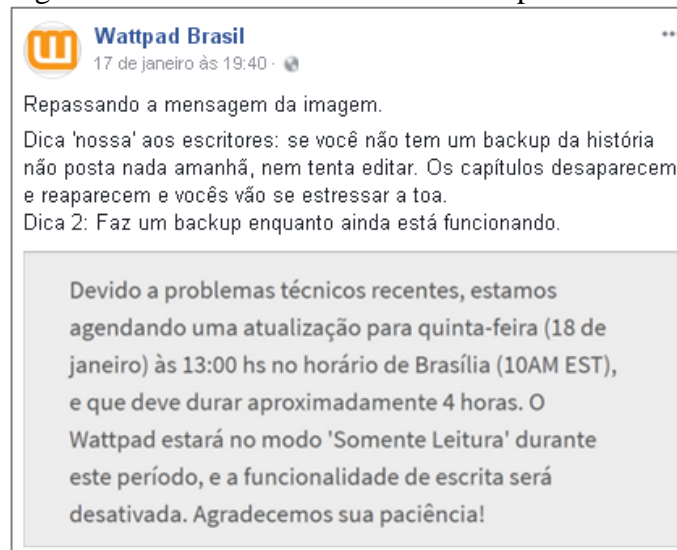 Wattpad Brasil
17 de janeiro às 19:40 ·
Repassando a mensagem da imagem.
Dica 'nossa' aos escritores: se você não tem um backup da história
não posta nada amanhã, nem tenta editar. Os capítulos desaparecem
e reaparecem e vocês vão se estressar a toa.
Dica 2: Faz um backup enquanto ainda está funcionando.
Devido a problemas técnicos recentes, estamos
agendando uma atualização para quinta-feira (18 de
janeiro) às 13:00 hs no horário de Brasília (10AM EST),
e que deve durar aproximadamente 4 horas. O
Wattpad estará no modo 'Somente Leitura' durante
este período, e a funcionalidade de escrita será
desativada. Agradecemos sua paciência!